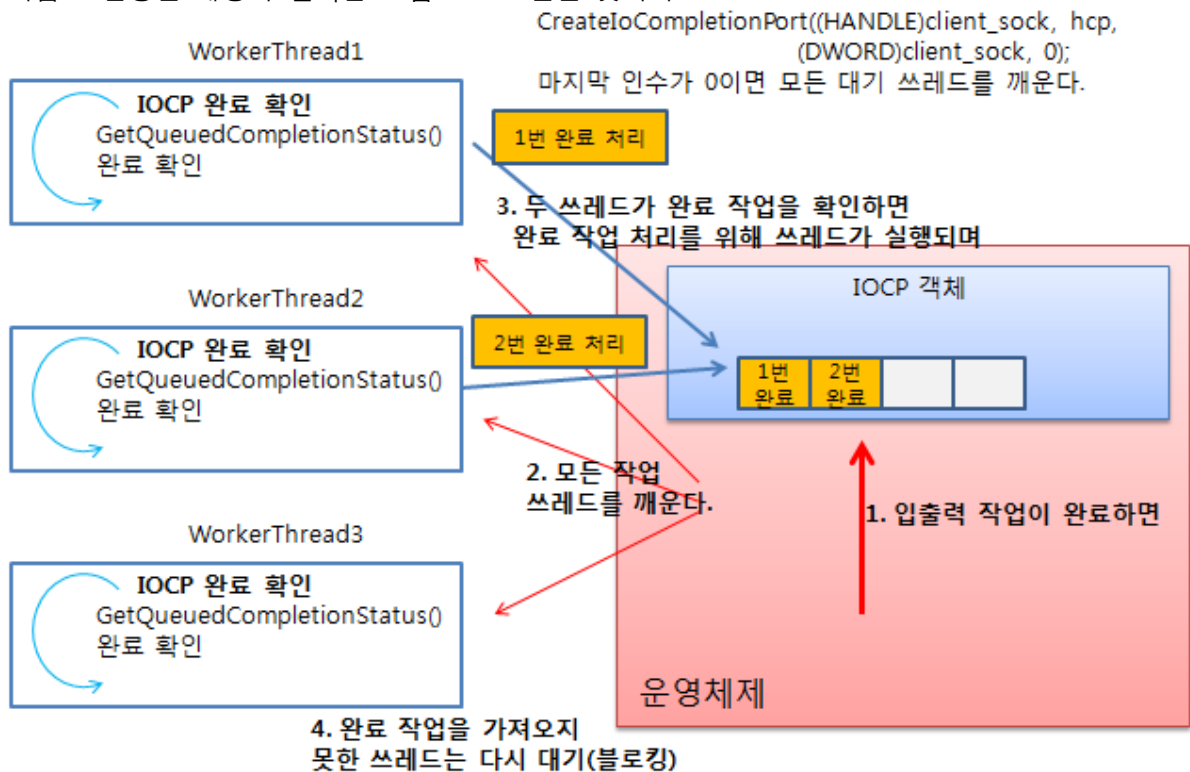 CreateIoCompletionPort((HANDLE)client_sock, hcp,
(DWORD)client_sock, 0);
마지막 인수가 0이면 모든 대기 쓰레드를 깨운다.
WorkerThread1
IOCP 완료 확인
GetQueuedCompletionStatus()
완료 확인
1번 완료 처리
3. 두 쓰레드가 완료 작업을 확인하면
완료 작업 처리를 위해 쓰레드가 실행되며
WorkerThread2
IOCP 완료 확인
GetQueuedCompletionStatus()
완료 확인
2번 완료 처리
IOCP 객체
1번
완료
2번
완료
2. 모든 작업
쓰레드를 깨운다.
1. 입출력 작업이 완료하면
WorkerThread3
IOCP 완료 확인
GetQueuedCompletionStatus()
완료 확인
운영체제
4. 완료 작업을 가져오지
못한 쓰레드는 다시 대기(블로킹)